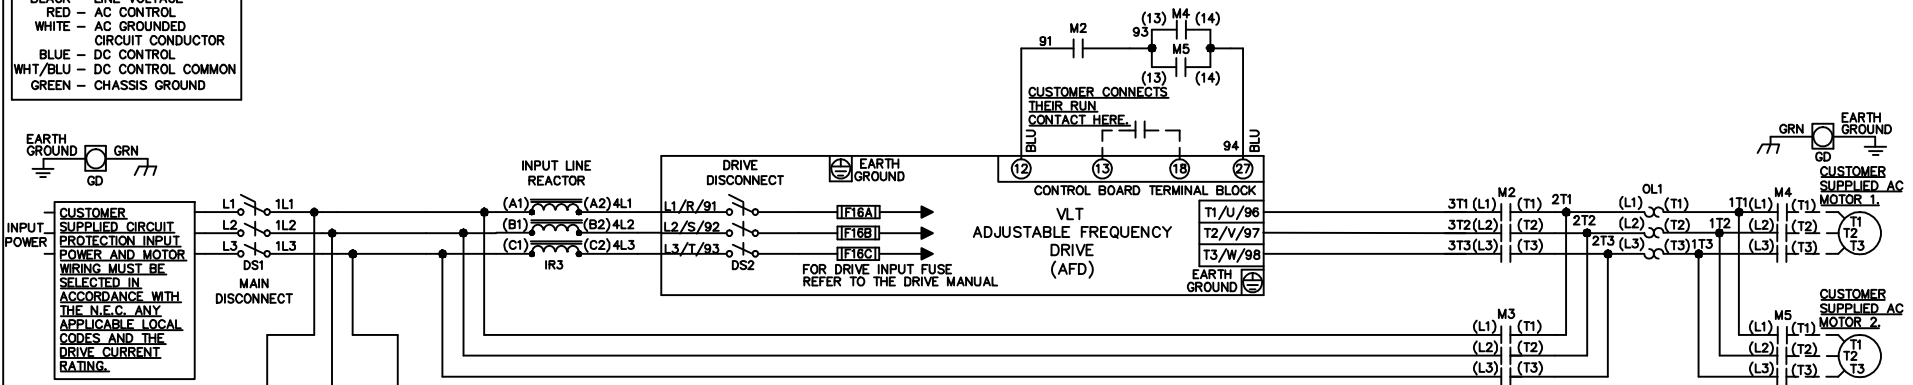 RED – AC CONTROL
WHITE – AC GROUNDED
CIRCUIT CONDUCTOR
BLUE – DC CONTROL
WHT/BLU – DC CONTROL COMMON
GREEN – CHASSIS GROUND
EARTH
GROUND
GRN
GD
INPUT
POWER
CUSTOMER
SUPPLIED CIRCUIT
PROTECTION INPUT
POWER AND MOTOR
WIRING MUST BE
SELECTED IN
ACCORDANCE WITH
THE N.E.C. ANY
APPLICABLE LOCAL
CODES AND THE
DRIVE CURRENT
RATING.
L1 1L1
L2 1L2
L3 1L3
DS1
MAIN
DISCONNECT
INPUT LINE
REACTOR
(A1) (A2) 4L1
(B1) (B2) 4L2
(C1) (C2) 4L3
IR3
L1/R/91
L2/S/92
L3/T/93
DRIVE
DISCONNECT
DS2
EARTH
GROUND
F16A
F16B
F16C
FOR DRIVE INPUT FUSE
REFER TO THE DRIVE MANUAL
91 M2 93
(13) M4 (14)
M5
(13) (14)
CUSTOMER CONNECTS
THEIR RUN
CONTACT HERE.
BLU
94
BLU
12 13 18 27
CONTROL BOARD TERMINAL BLOCK
VLT
ADJUSTABLE FREQUENCY
DRIVE
(AFD)
T1/U/96
T2/V/97
T3/W/98
EARTH
GROUND
M2
3T1 (L1) (T1) 2T1
3T2 (L2) (T2) 2T2
3T3 (L3) (T3) 2T3
M3
(L1) (T1)
(L2) (T2)
(L3) (T3)
OL1
(L1) (T1) 1T1
(L2) (T2) 1T2
(L3) (T3) 1T3
GRN
GD
EARTH
GROUND
CUSTOMER
SUPPLIED AC
MOTOR 1.
M4
(L1) (T1)
(L2) (T2)
(L3) (T3)
T1
T2
T3
CUSTOMER
SUPPLIED AC
MOTOR 2.
M5
(L1) (T1)
(L2) (T2)
(L3) (T3)
T1
T2
T3